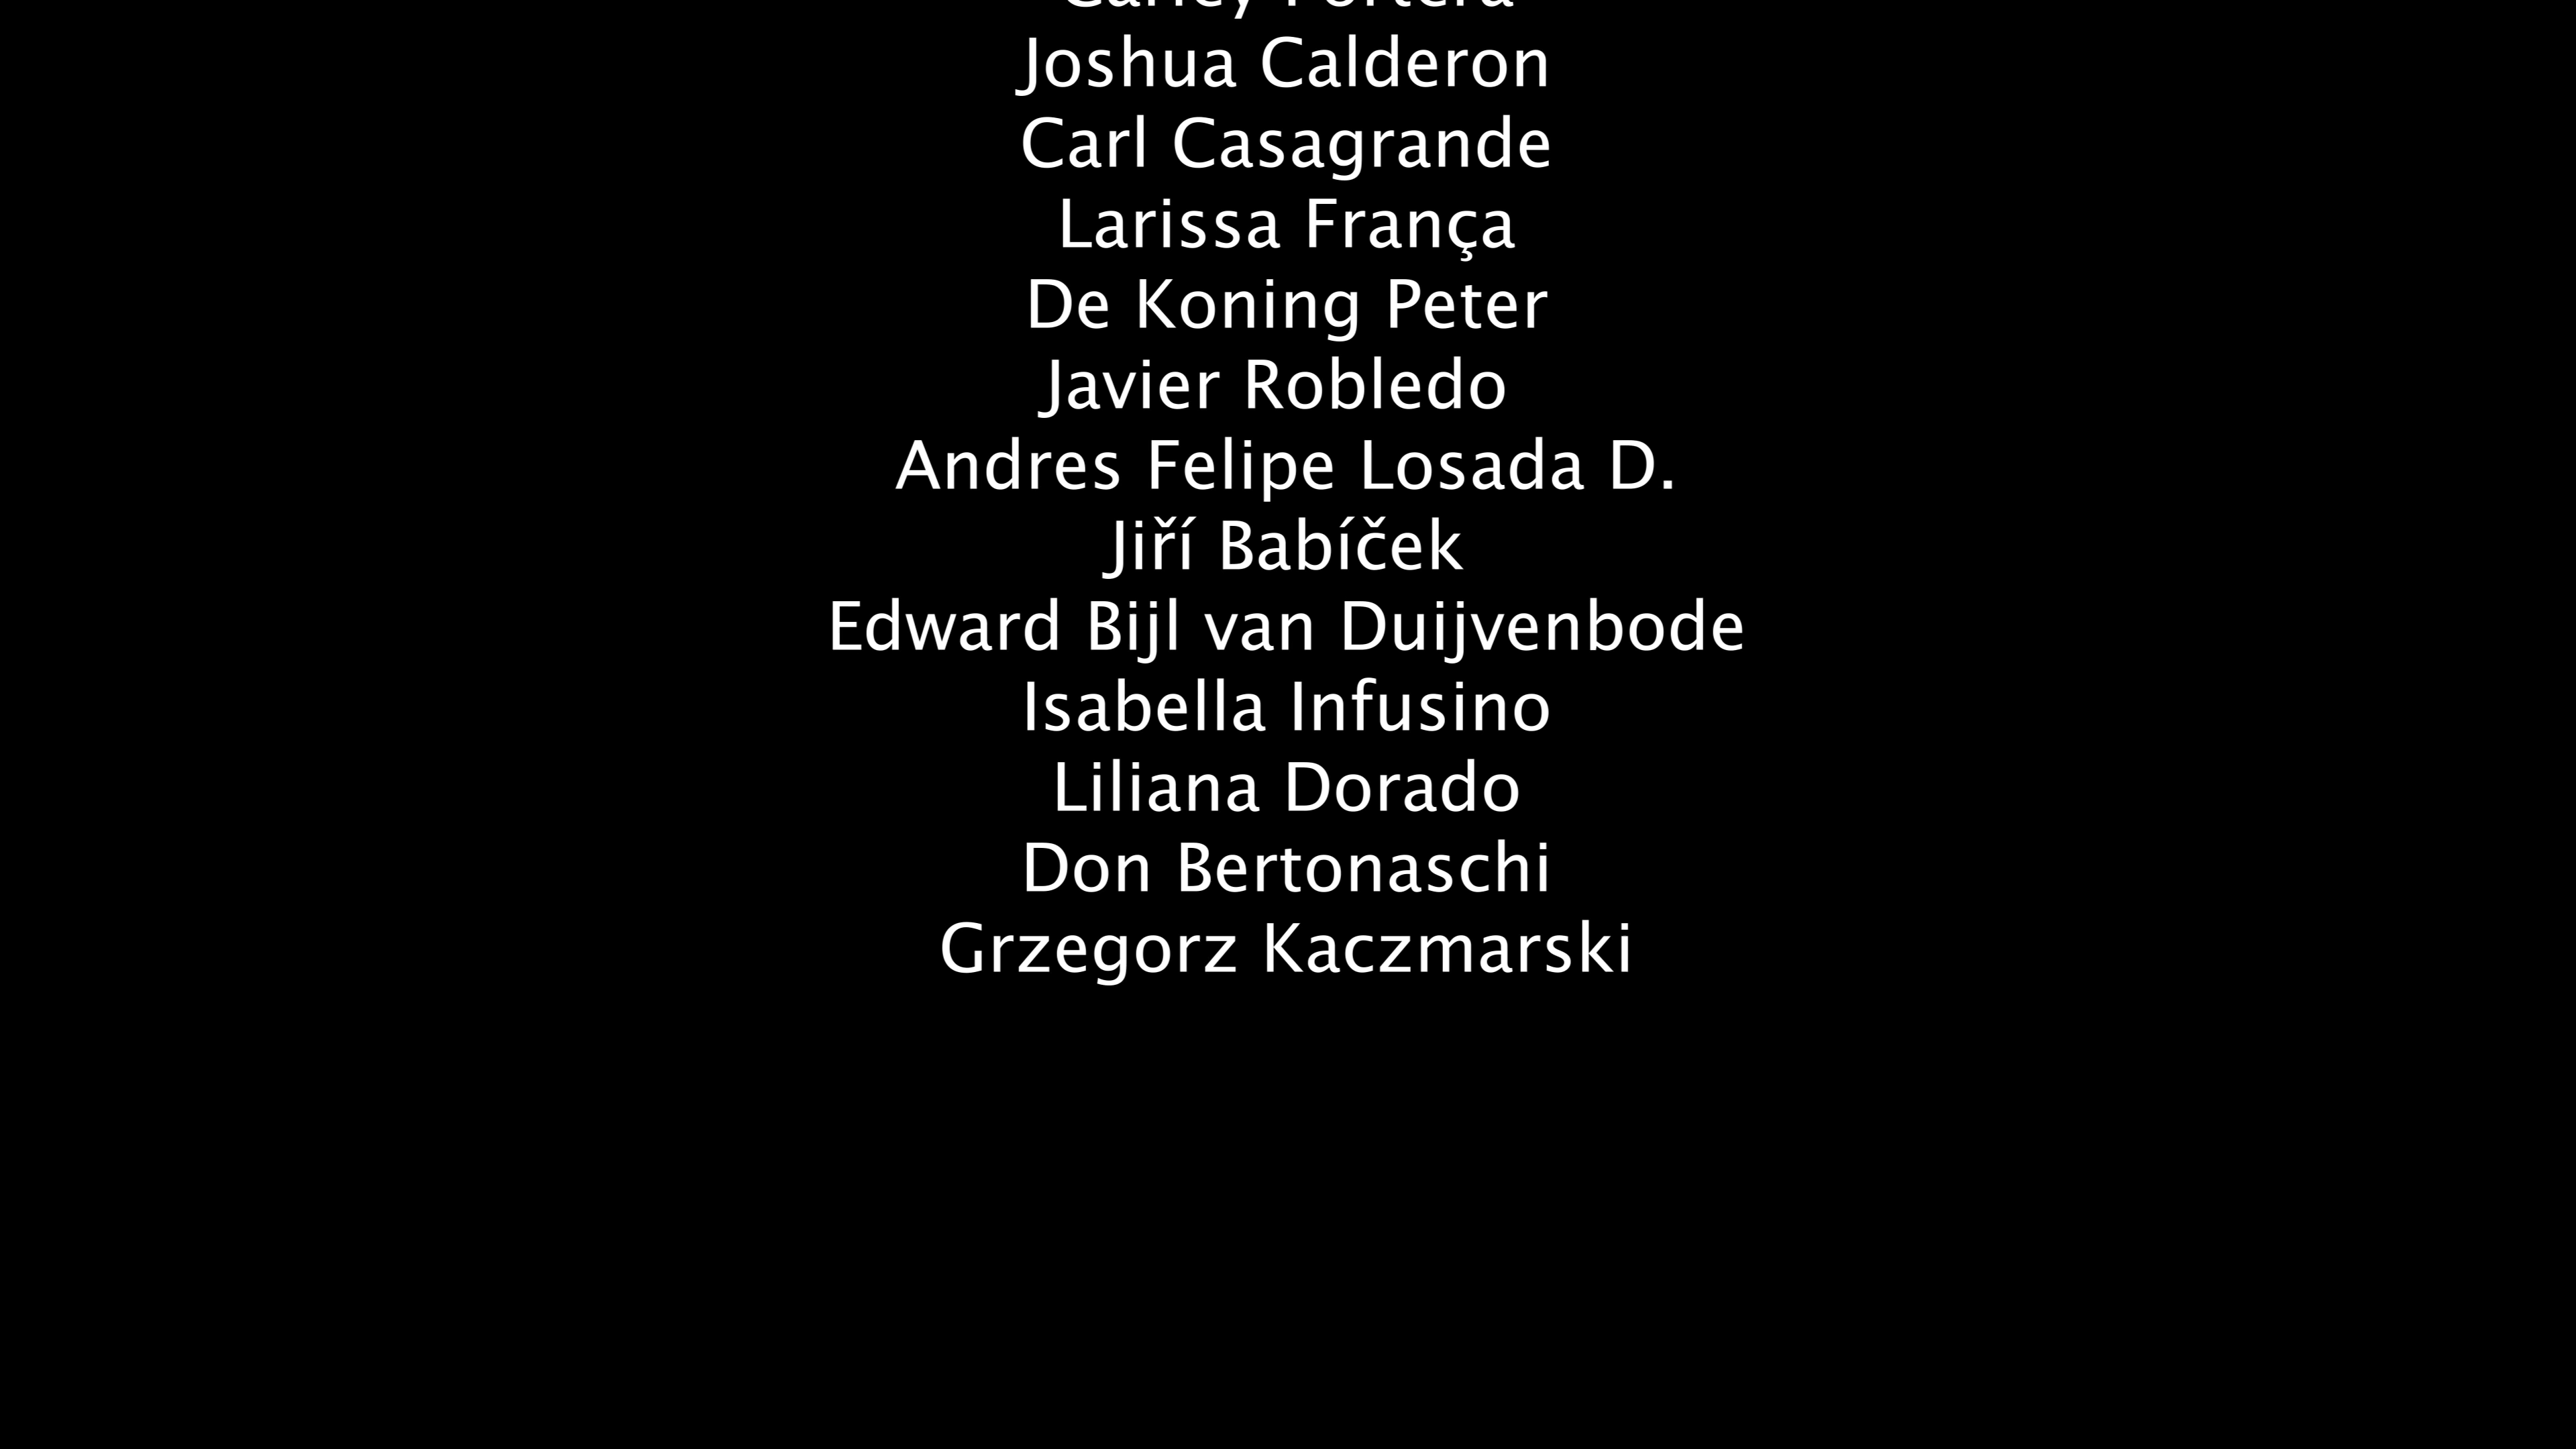 Joshua Calderon
Carl Casagrande
Larissa França
De Koning Peter
Javier Robledo
Andres Felipe Losada D.
Jiří Babíček
Edward Bijl van Duijvenbode
Isabella Infusino
Liliana Dorado
Don Bertonaschi
Grzegorz Kaczmarski